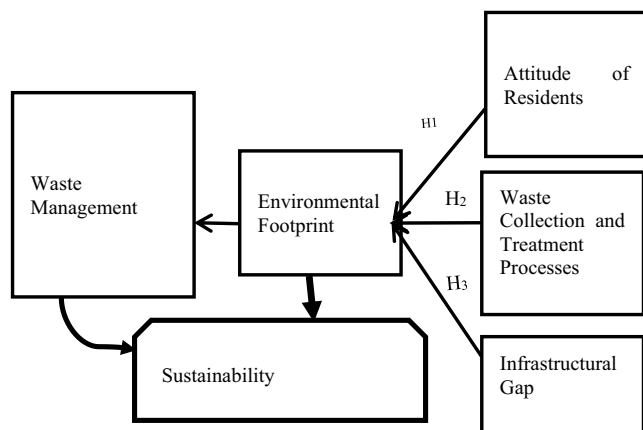 Waste
Management
Environmental
Footprint
Sustainability
H1
H2
H3
Attitude of
Residents
Waste
Collection and
Treatment
Processes
Infrastructural
Gap